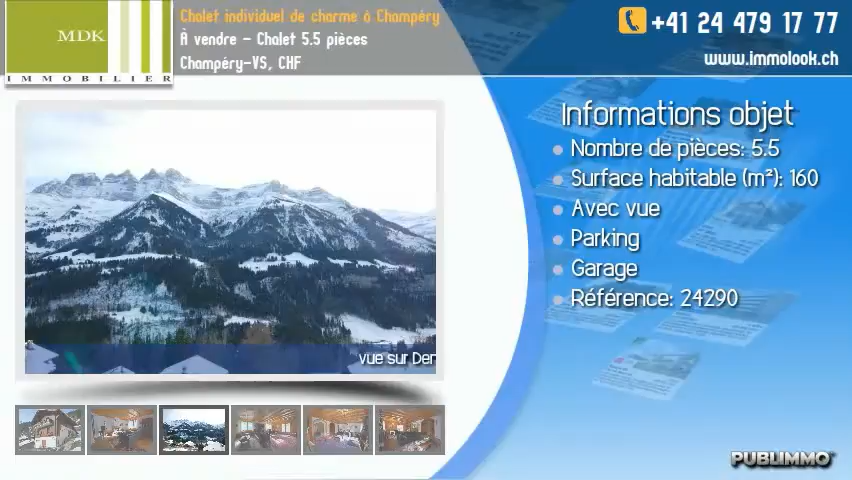 MDK
IMMOBILIER
Chalet individuel de charme à Champéry
À vendre - Chalet 5.5 pièces
Champéry-VS, CHF
+41 24 479 17 77
www.immolook.ch
Informations objet
Nombre de pièces: 5.5
Surface habitable (m²): 160
Avec vue
Parking
Garage
Référence: 24290
vue sur Den
PUBLIMMO